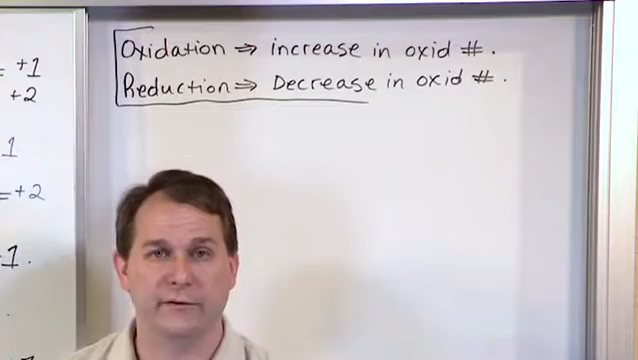 = +1
+2
1
= +2
-1.
Oxidation ⇒ increase in oxid #.
Reduction ⇒ Decrease in oxid #.